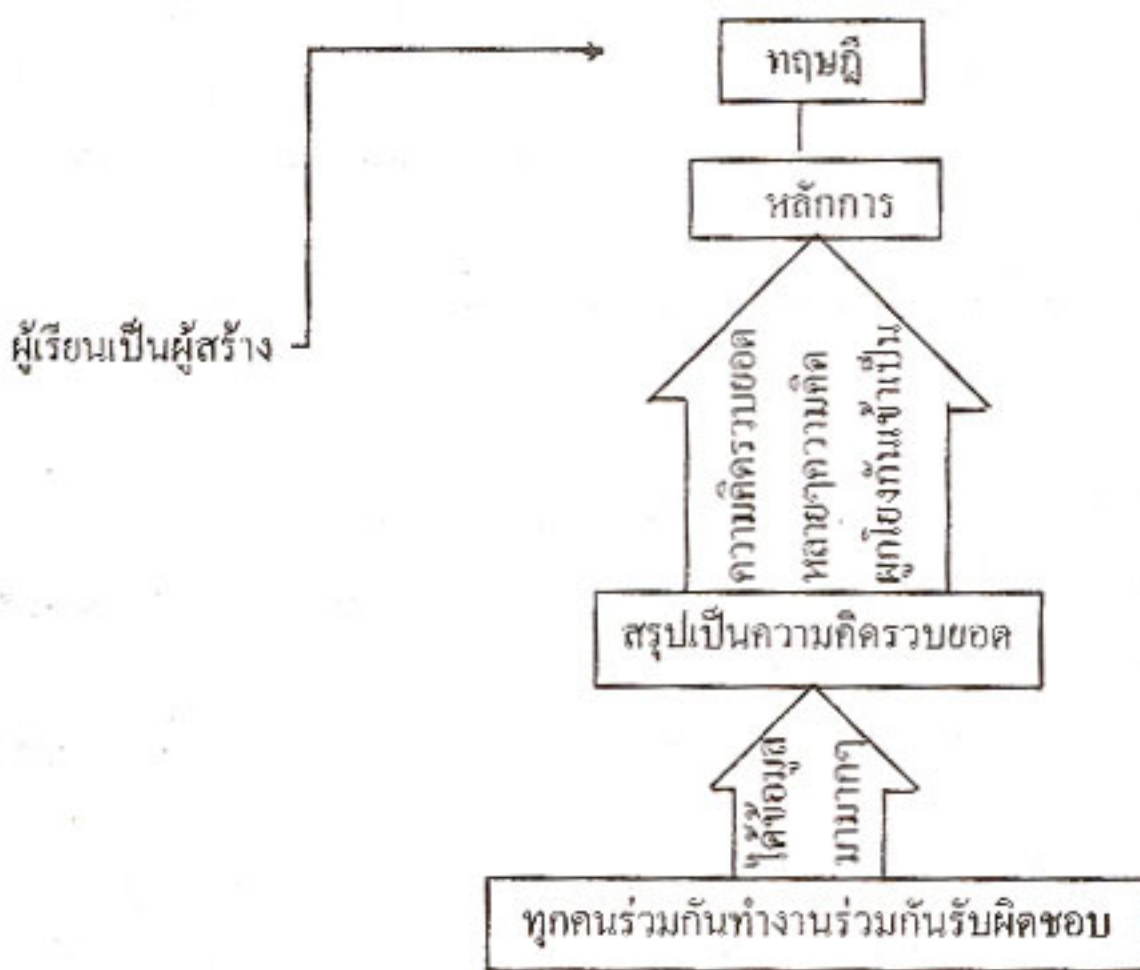 ทฤษฎี
หลักการ
ผู้เรียนเป็นผู้สร้าง
ความคิดรวบยอด
หลายๆความคิด
ผูกโยงกันเข้าเป็น
สรุปเป็นความคิดรวบยอด
ได้ข้อมูล
มามากๆ
ทุกคนร่วมกันทำงานร่วมกันรับผิดชอบ